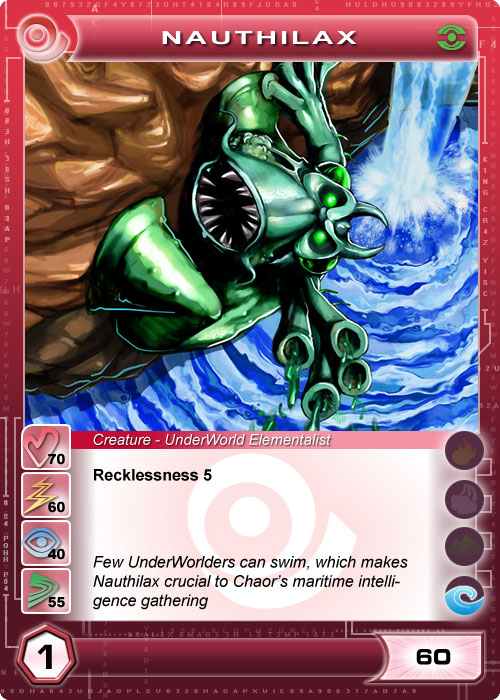 NAUTHILAX
Creature - UnderWorld Elementalist
70
Recklessness 5
60
40
Few UnderWorlders can swim, which makes
Nauthilax crucial to Chaor's maritime intelli-
gence gathering
55
1
60